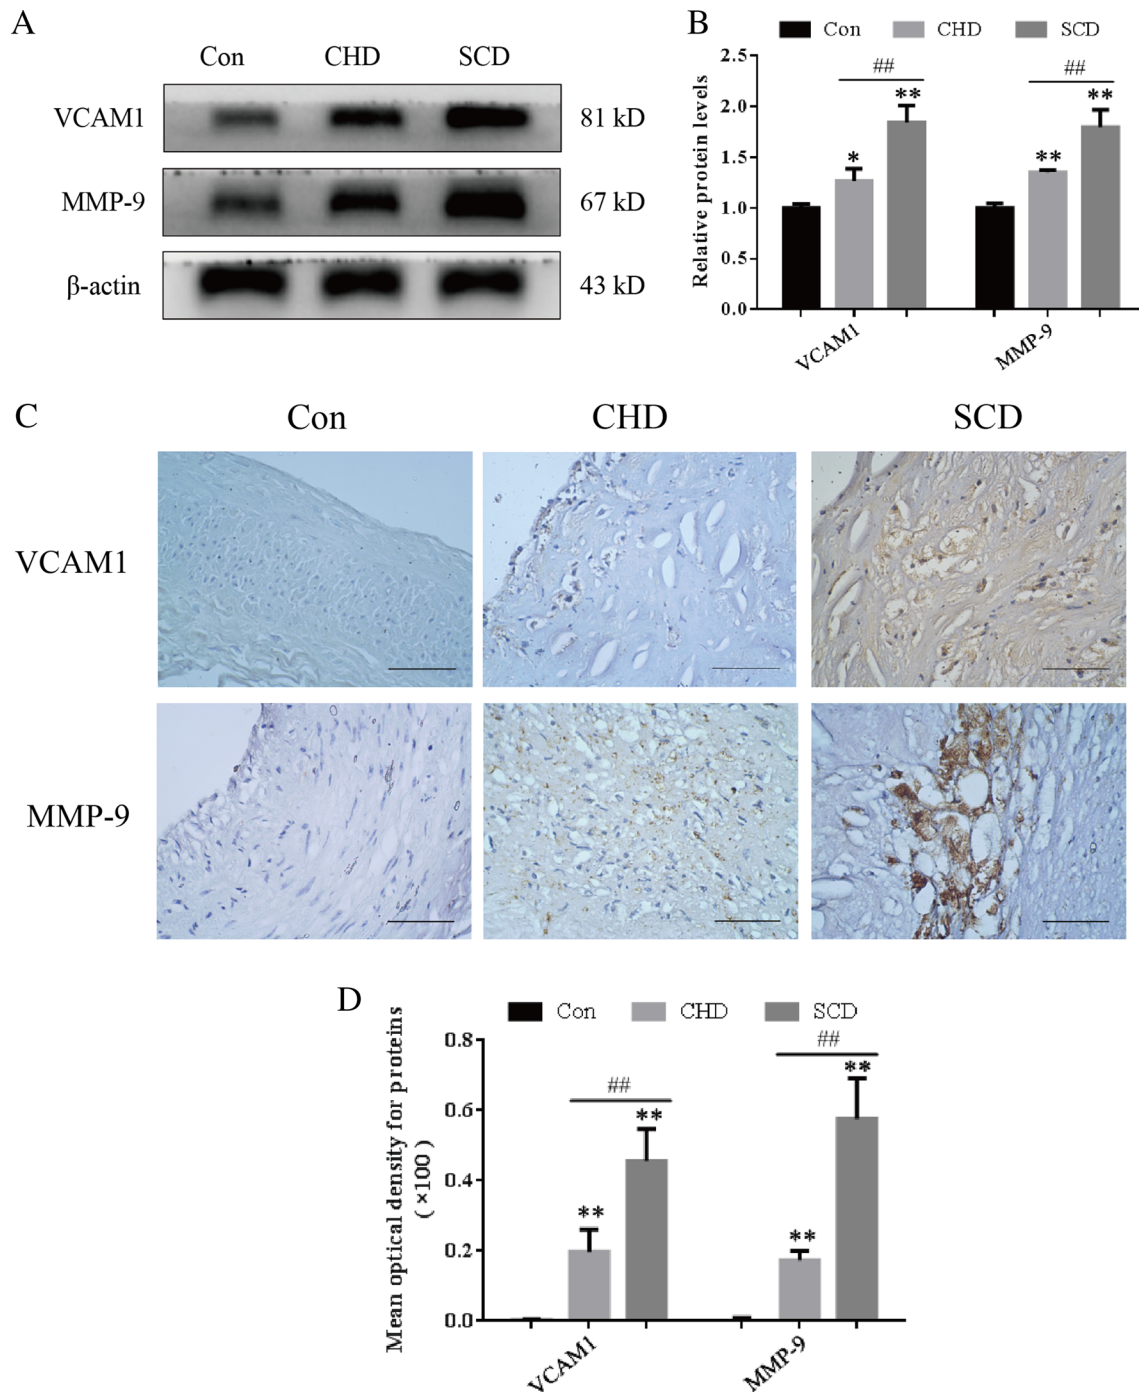 A
Con CHD SCD
VCAM1 81 kD
MMP-9 67 kD
β-actin 43 kD
B
Con CHD SCD
Relative protein levels
2.5
2.0
1.5
1.0
0.5
0.0
## ##
* ** ** **
VCAM1 MMP-9
C
Con CHD SCD
VCAM1
MMP-9
D
Con CHD SCD
Mean optical density for proteins
( ×100 )
0.8
0.6
0.4
0.2
0.0
## ##
** ** ** **
VCAM1 MMP-9